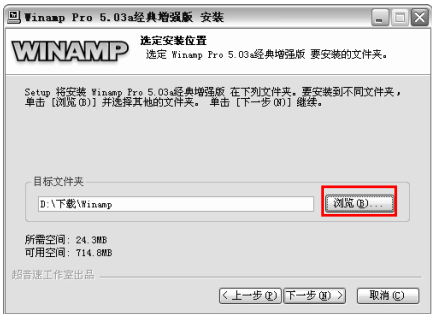 Winamp Pro 5.03a经典增强版 安装
WINAMP
选定安装位置
选定 Winamp Pro 5.03a经典增强版 要安装的文件夹。
Setup 将安装 Winamp Pro 5.03a经典增强版 在下列文件夹。要安装到不同文件夹，
单击 [浏览(B)] 并选择其他的文件夹。 单击 [下一步(N)] 继续。
目标文件夹
D:\下载\Winamp
浏览(B)...
所需空间: 24.3MB
可用空间: 714.8MB
超音速工作室出品
< 上一步(P) 下一步(N) > 取消(C)